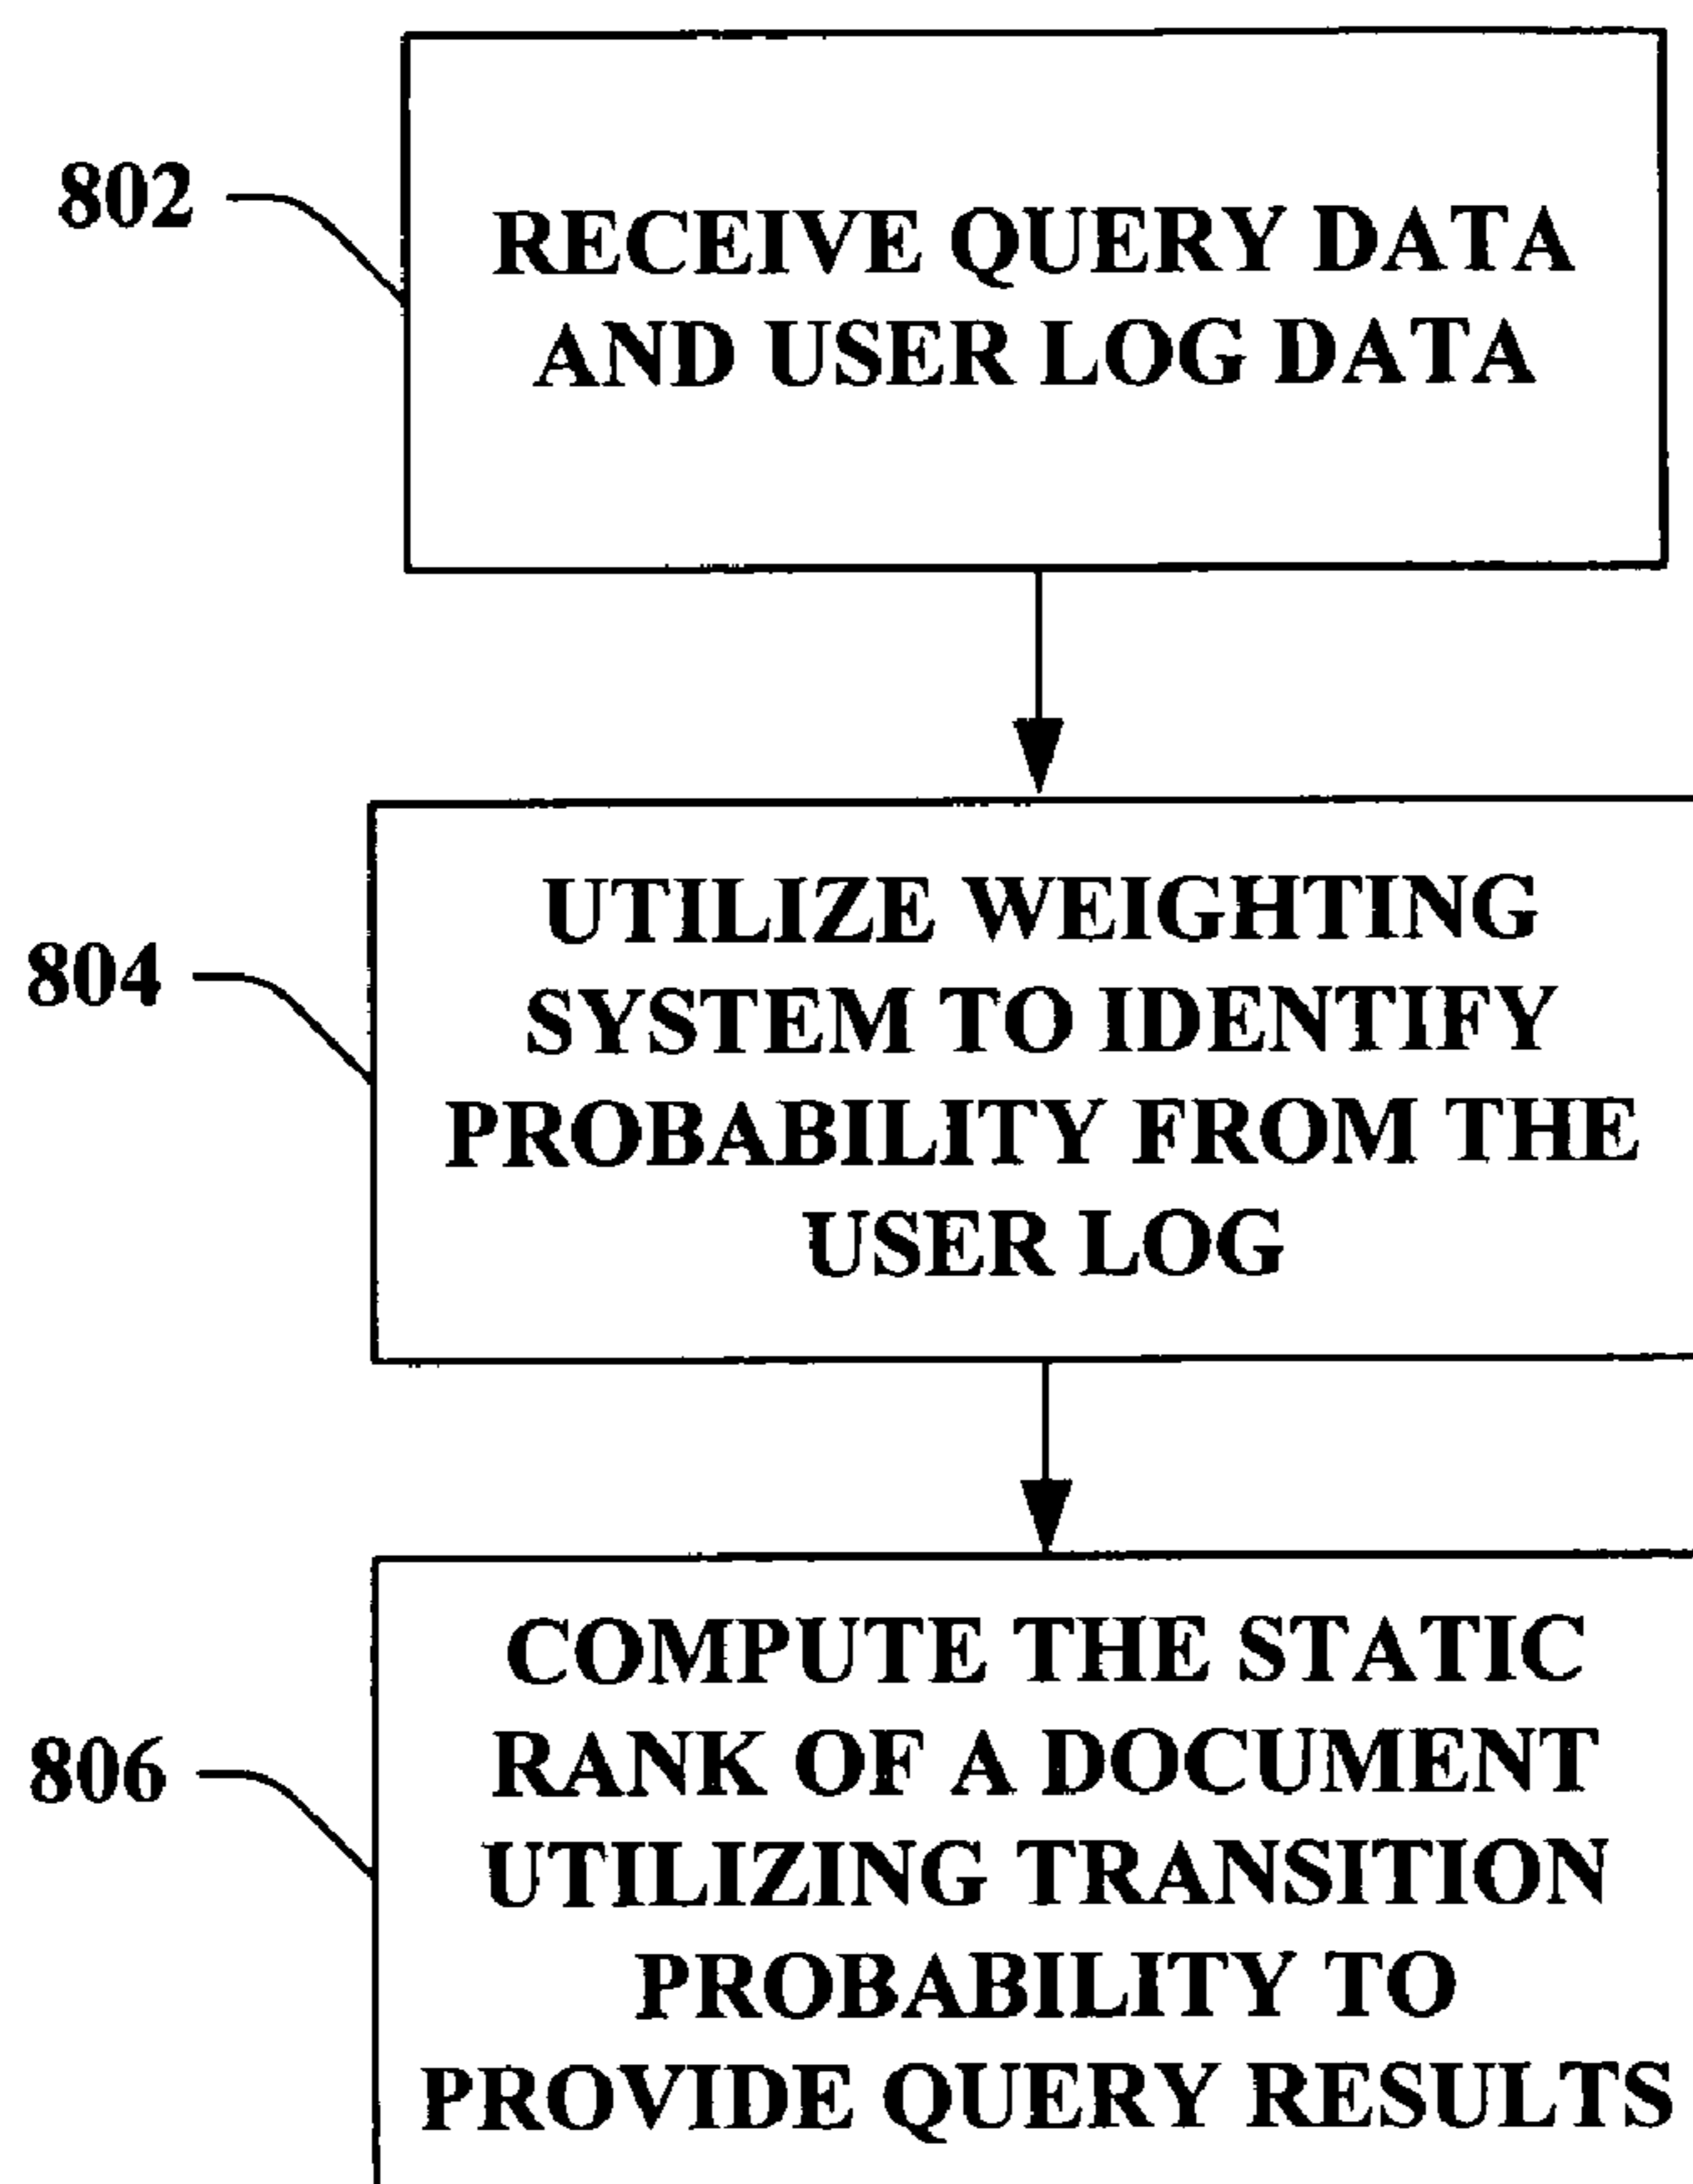 802
RECEIVE QUERY DATA
AND USER LOG DATA
804
UTILIZE WEIGHTING
SYSTEM TO IDENTIFY
PROBABILITY FROM THE
USER LOG
806
COMPUTE THE STATIC
RANK OF A DOCUMENT
UTILIZING TRANSITION
PROBABILITY TO
PROVIDE QUERY RESULTS